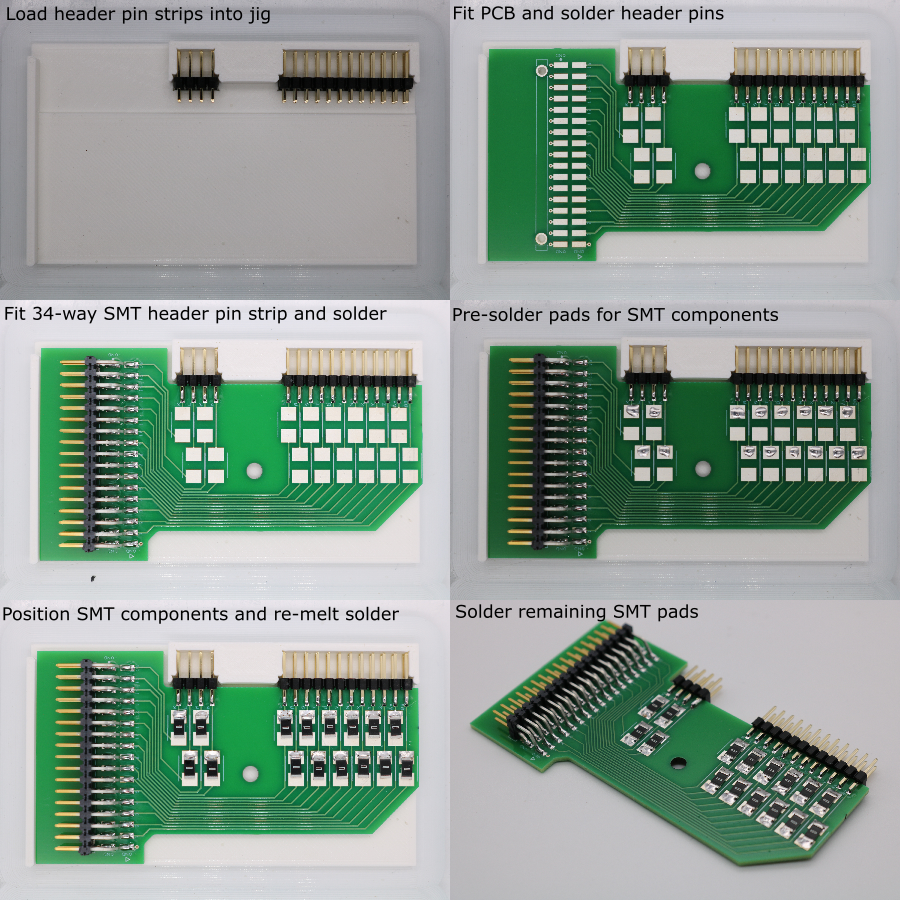 Load header pin strips into jig
Fit PCB and solder header pins
Fit 34-way SMT header pin strip and solder
Pre-solder pads for SMT components
Position SMT components and re-melt solder
Solder remaining SMT pads